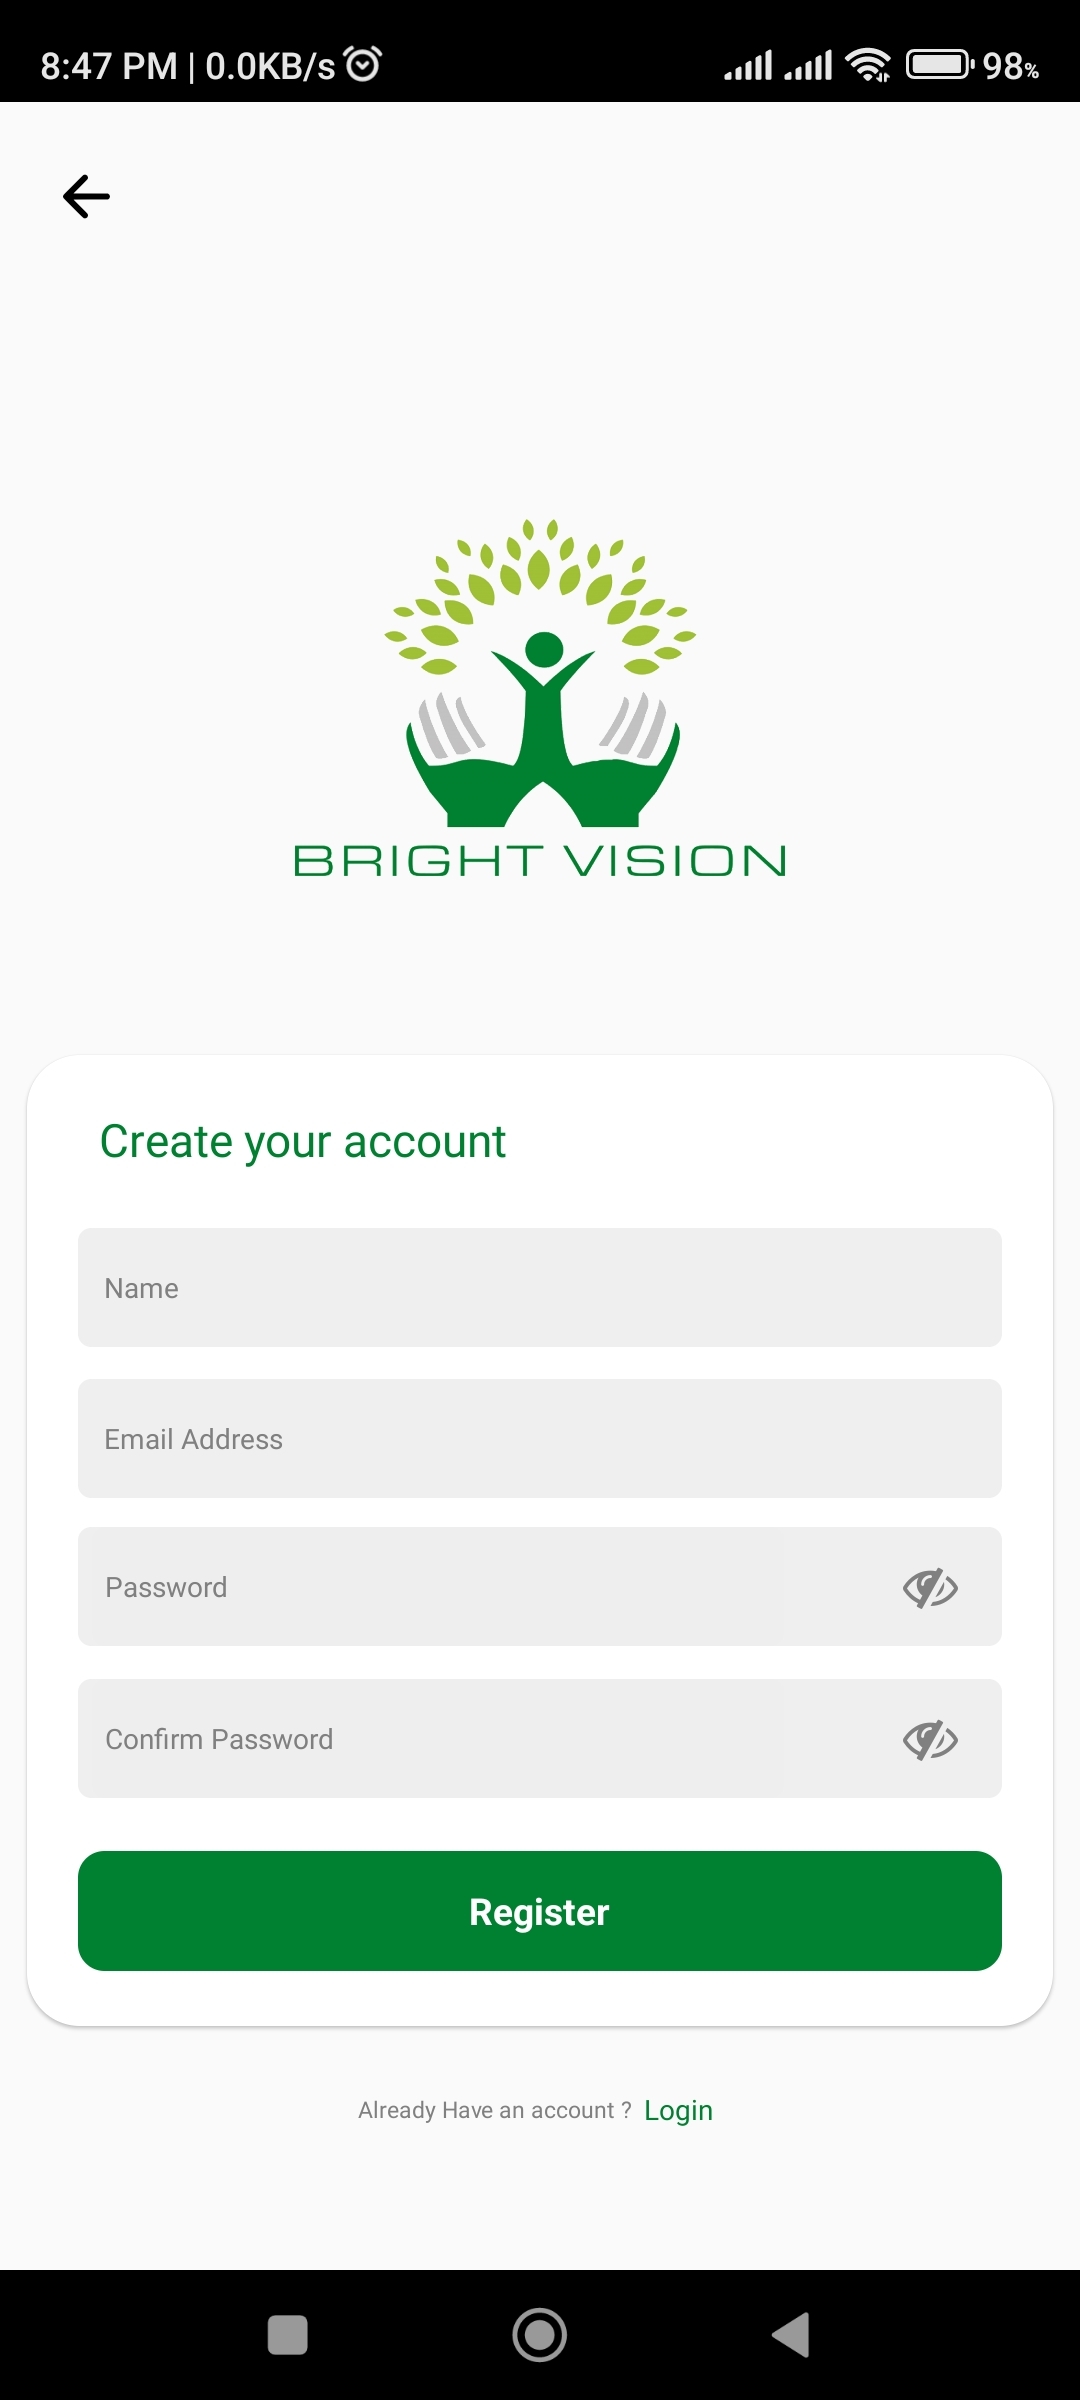 8:47 PM | 0.0KB/s 98%
BRIGHT VISION
Create your account
Name
Email Address
Password
Confirm Password
Register
Already Have an account ? Login